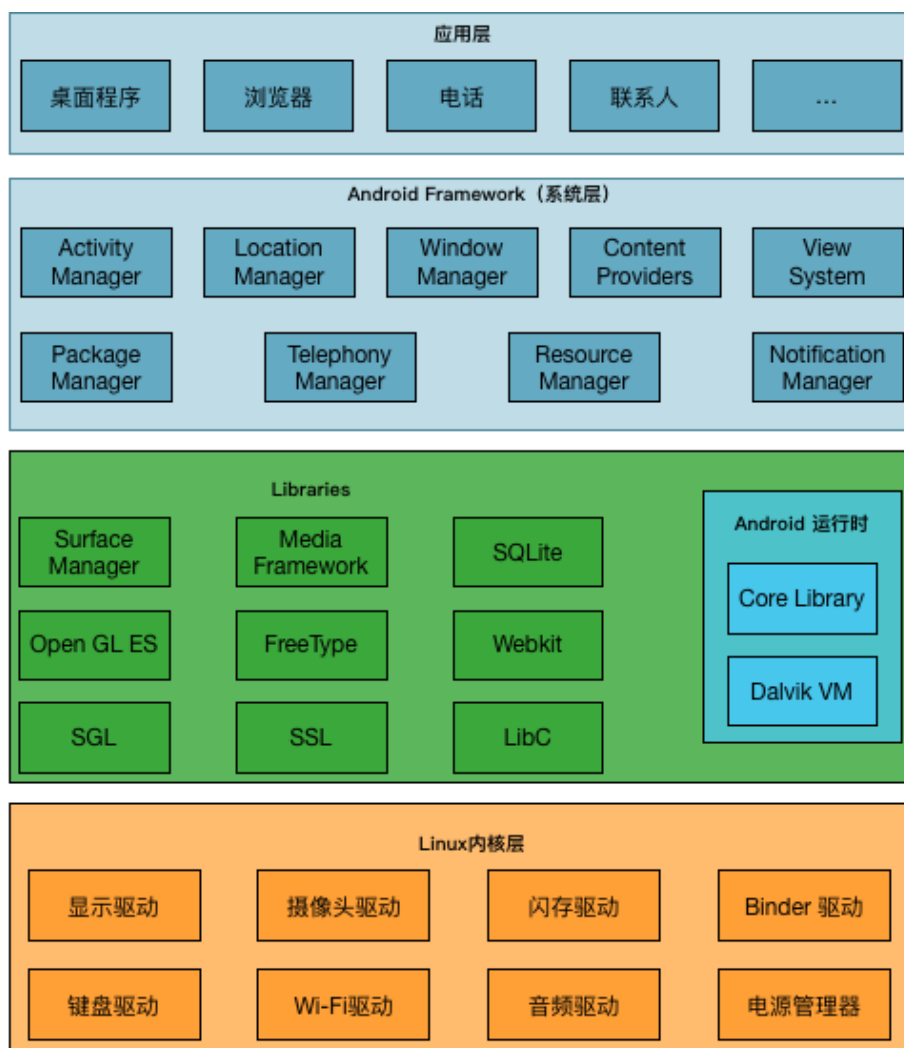 应用层
桌面程序
浏览器
电话
联系人
...
Android Framework（系统层）
Activity
Manager
Location
Manager
Window
Manager
Content
Providers
View
System
Package
Manager
Telephony
Manager
Resource
Manager
Notification
Manager
Libraries
Surface
Manager
Media
Framework
SQLite
Open GL ES
FreeType
Webkit
SGL
SSL
LibC
Android 运行时
Core Library
Dalvik VM
Linux内核层
显示驱动
摄像头驱动
闪存驱动
Binder 驱动
键盘驱动
Wi-Fi驱动
音频驱动
电源管理器